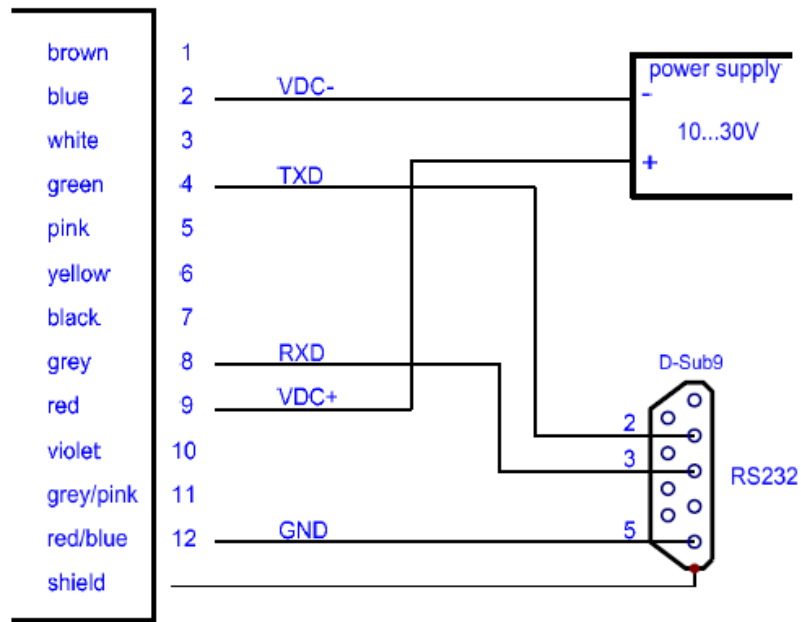 brown 1
blue 2 VDC-
white 3
green 4 TXD
pink 5
yellow 6
black 7
grey 8 RXD
red 9 VDC+
violet 10
grey/pink 11
red/blue 12 GND
shield
power supply
-
10...30V
+
D-Sub9
2
3
RS232
5